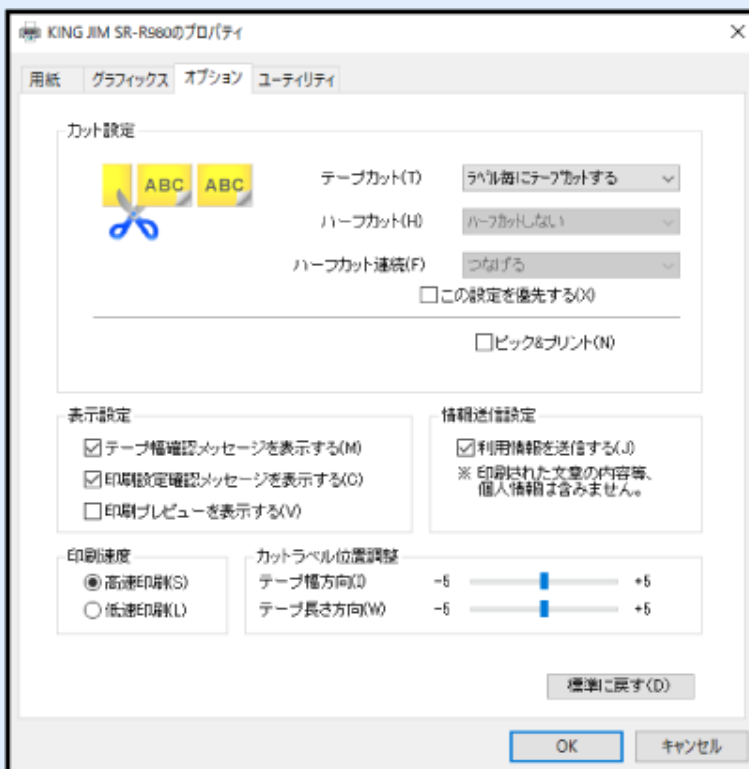 KING JIM SR-R980のプロパティ
用紙 グラフィックス オプション ユーティリティ
カット設定
ABC ABC
テープカット(T) ラベル毎にテープカットする
ハーフカット(H) ハーフカットしない
ハーフカット連続(F) つなげる
この設定を優先する(X)
ピック&プリント(N)
表示設定
テープ幅確認メッセージを表示する(M)
印刷設定確認メッセージを表示する(C)
印刷プレビューを表示する(V)
情報送信設定
利用情報を送信する(J)
※ 印刷された文章の内容等、
個人情報は含みません。
印刷速度
高速印刷(S)
低速印刷(L)
カットラベル位置調整
テープ幅方向(I) -5 +5
テープ長さ方向(W) -5 +5
標準に戻す(D)
OK キャンセル